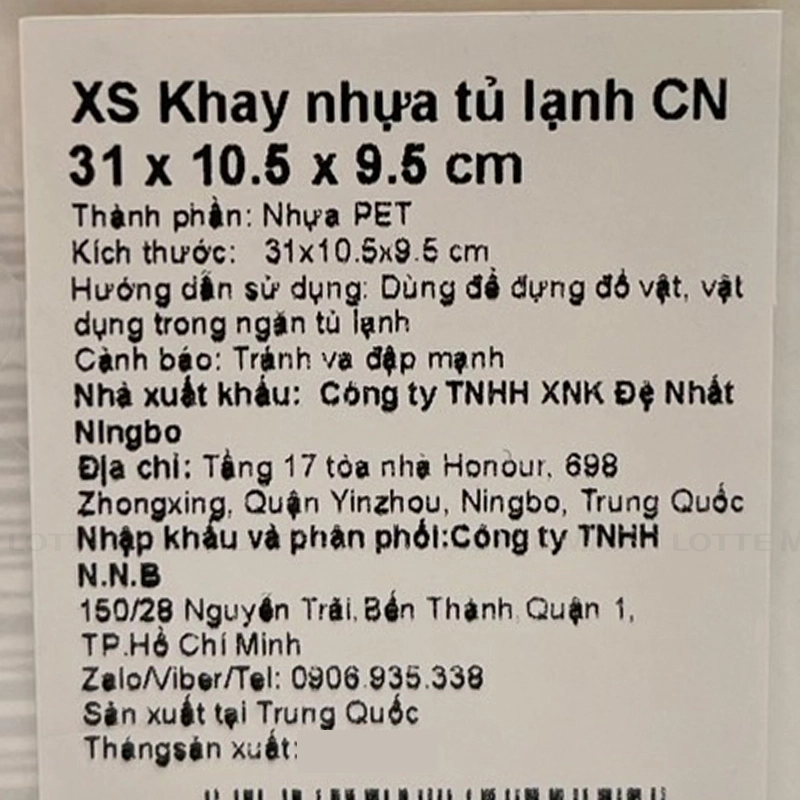 XS Khay nhựa tủ lạnh CN
31 x 10.5 x 9.5 cm
Thành phần: Nhựa PET
Kích thước: 31x10.5x9.5 cm
Hướng dẫn sử dụng: Dùng để đựng đồ vật, vật
dụng trong ngăn tủ lạnh
Cảnh báo: Tránh va đập mạnh
Nhà xuất khẩu: Công ty TNHH XNK Đệ Nhất
NIngbo
Địa chỉ: Tầng 17 tòa nhà Honour, 698
Zhongxing, Quận Yinzhou, Ningbo, Trung Quốc
Nhập khẩu và phân phối:Công ty TNHH
N.N.B
150/28 Nguyễn Trãi, Bến Thành, Quận 1,
TP.Hồ Chí Minh
Zalo/Viber/Tel: 0906.935.338
Sản xuất tại Trung Quốc
Thángsản xuất:
LOTTE M